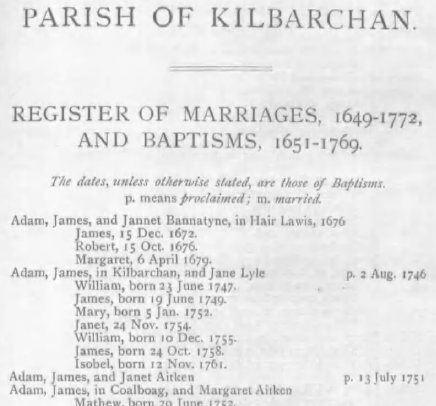 PARISH OF KILBARCHAN.
REGISTER OF MARRIAGES, 1649-1772,
AND BAPTISMS, 1651-1769.
The dates, unless otherwise stated, are those of Baptisms.
p. means proclaimed; m. married.
Adam, James, and Jannet Bannatyne, in Hair Lawis, 1676
James, 15 Dec. 1672.
Robert, 15 Oct. 1676.
Margaret, 6 April 1679.
Adam, James, in Kilbarchan, and Jane Lyle p. 2 Aug. 1746
William, born 23 June 1747.
James, born 19 June 1749.
Mary, born 5 Jan. 1752.
Janet, 24 Nov. 1754.
William, born 10 Dec. 1755.
James, born 24 Oct. 1758.
Isobel, born 12 Nov. 1761.
Adam, James, and Janet Aitken p. 13 July 1751
Adam, James, in Coalboag, and Margaret Aitken
Mathew, born 29 June 1752.